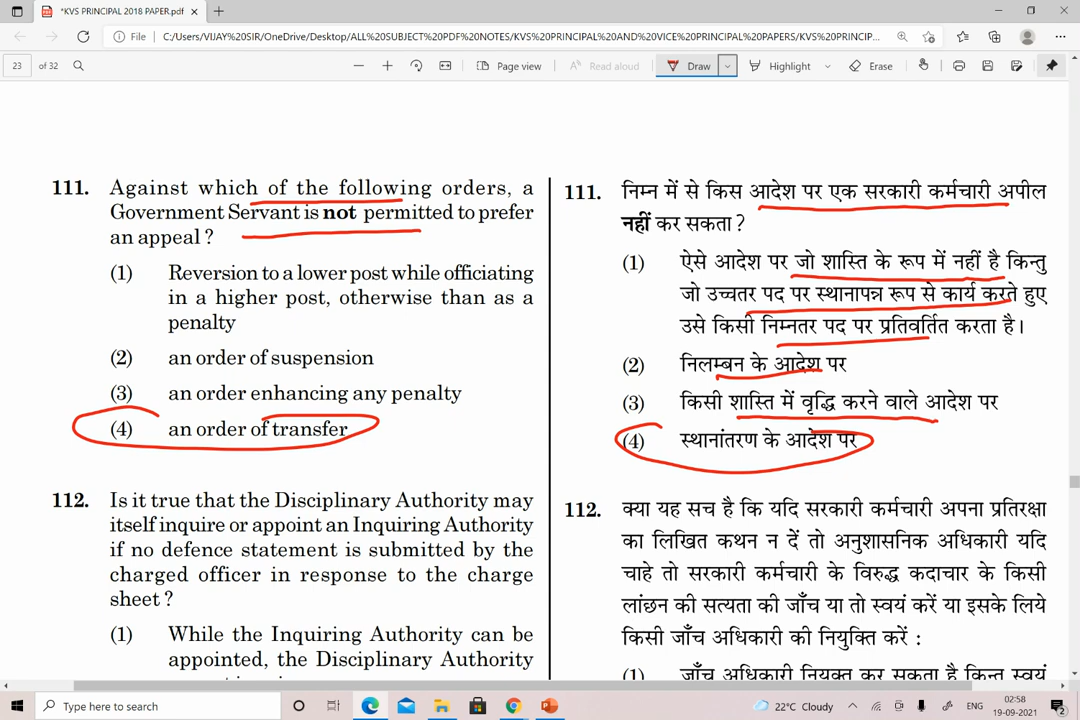 *KVS PRINCIPAL 2018 PAPER.pdf
File
C:/Users/VIJAY%20SIR/OneDrive/Desktop/ALL%20SUBJECT%20PDF%20NOTES/KVS%20PRINCIPAL%20AND%20VICE%20PRINCIPAL%20PAPERS/KVS%20PRINCIP...
23 of 32
Page view
Read aloud
Draw
Highlight
Erase
111. Against which of the following orders, a
Government Servant is not permitted to prefer
an appeal ?
(1) Reversion to a lower post while officiating
in a higher post, otherwise than as a
penalty
(2) an order of suspension
(3) an order enhancing any penalty
(4) an order of transfer
112. Is it true that the Disciplinary Authority may
itself inquire or appoint an Inquiring Authority
if no defence statement is submitted by the
charged officer in response to the charge
sheet ?
(1) While the Inquiring Authority can be
appointed, the Disciplinary Authority
111. निम्न में से किस आदेश पर एक सरकारी कर्मचारी अपील
नहीं कर सकता ?
(1) ऐसे आदेश पर जो शास्ति के रूप में नहीं है किन्तु
जो उच्चतर पद पर स्थानापन्न रूप से कार्य करते हुए
उसे किसी निम्नतर पद पर प्रतिवर्तित करता है।
(2) निलम्बन के आदेश पर
(3) किसी शास्ति में वृद्धि करने वाले आदेश पर
(4) स्थानांतरण के आदेश पर
112. क्या यह सच है कि यदि सरकारी कर्मचारी अपना प्रतिरक्षा
का लिखित कथन न दें तो अनुशासनिक अधिकारी यदि
चाहे तो सरकारी कर्मचारी के विरुद्ध कदाचार के किसी
लांछन की सत्यता की जाँच या तो स्वयं करें या इसके लिये
किसी जाँच अधिकारी की नियुक्ति करें :
(1) जाँच अधिकारी नियुक्त कर सकता है किन्तु स्वयं
Type here to search
22°C Cloudy
ENG
02:58
19-09-2021
2